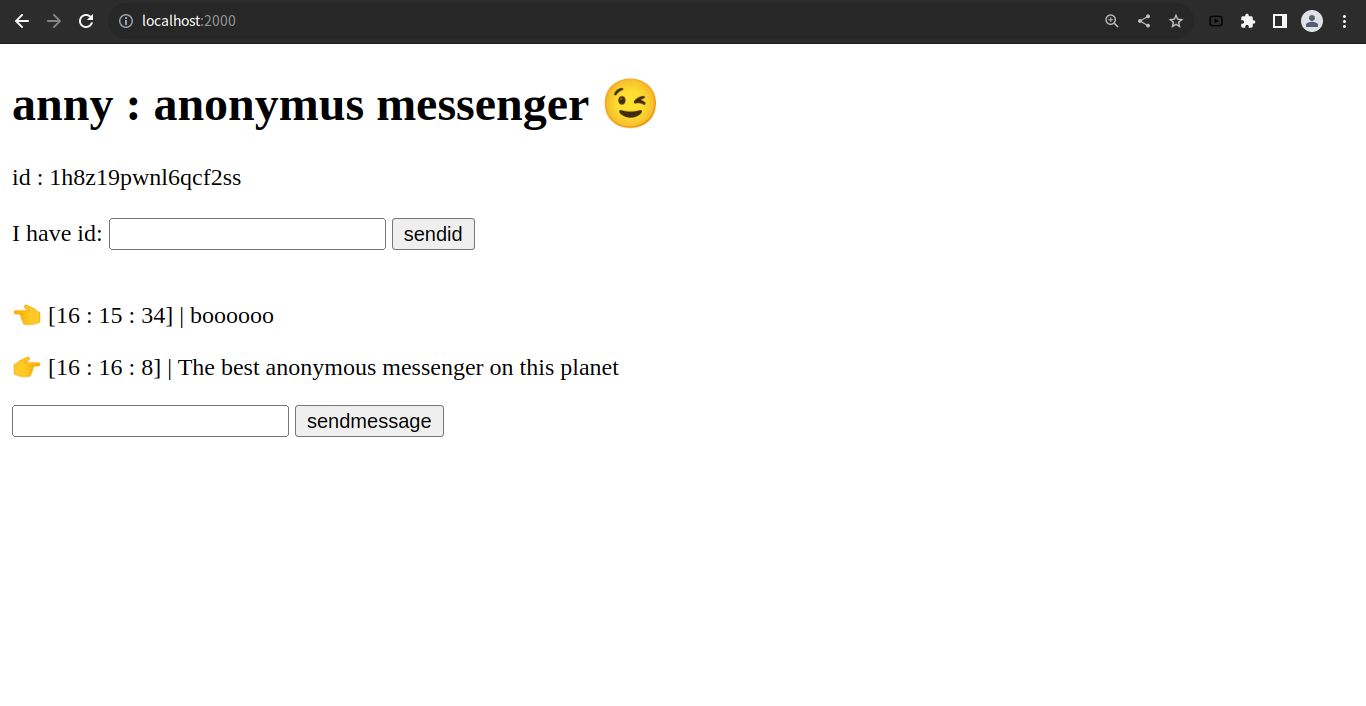 localhost:2000
anny : anonymus messenger 😉
id : 1h8z19pwnl6qcf2ss
I have id: sendid
👈 [16 : 15 : 34] | boooooo
👉 [16 : 16 : 8] | The best anonymous messenger on this planet
sendmessage